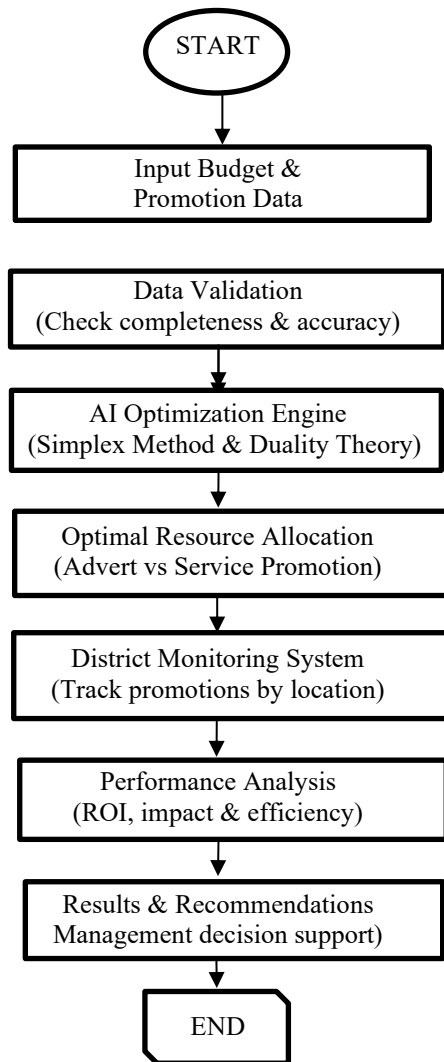 START
Input Budget &
Promotion Data
Data Validation
(Check completeness & accuracy)
AI Optimization Engine
(Simplex Method & Duality Theory)
Optimal Resource Allocation
(Advert vs Service Promotion)
District Monitoring System
(Track promotions by location)
Performance Analysis
(ROI, impact & efficiency)
Results & Recommendations
Management decision support)
END